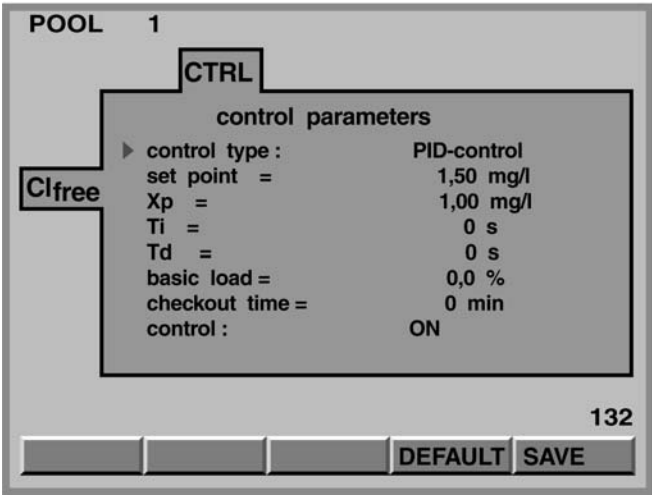 POOL 1
CTRL
control parameters
control type : PID-control
Clfree
set point = 1,50 mg/l
Xp = 1,00 mg/l
Ti = 0 s
Td = 0 s
basic load = 0,0 %
checkout time = 0 min
control : ON
132
DEFAULT SAVE